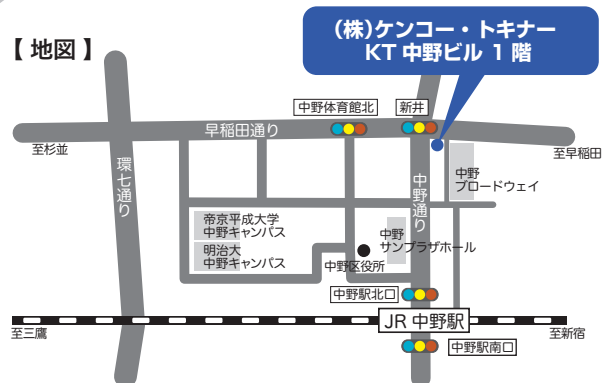 【 地図 】
(株)ケンコー・トキナー
KT 中野ビル 1 階
中野体育館北
新井
早稲田通り
至杉並
至早稲田
環七通り
中野通り
中野
ブロードウェイ
帝京平成大学
中野キャンパス
中野
サンプラザホール
明治大
中野キャンパス
中野区役所
中野駅北口
JR 中野駅
至三鷹
至新宿
中野駅南口